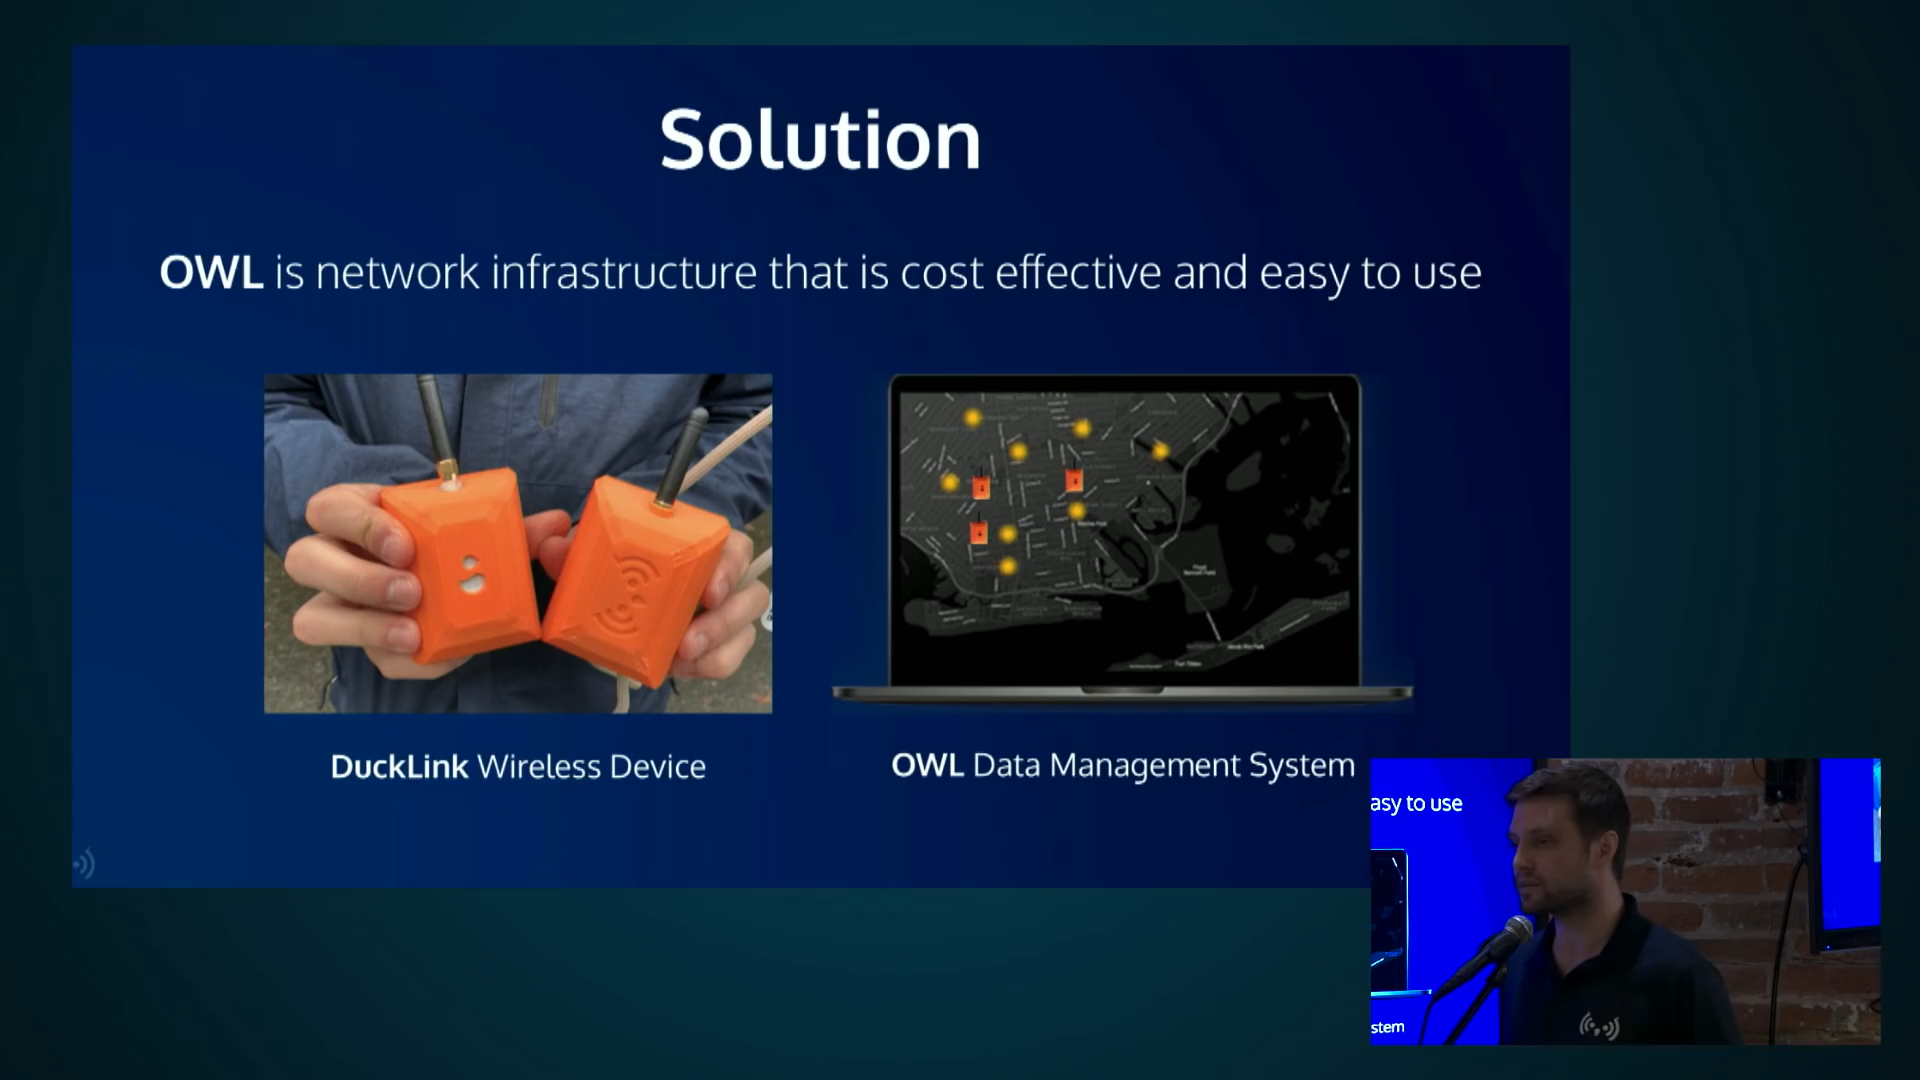 Solution
OWL is network infrastructure that is cost effective and easy to use
DuckLink Wireless Device
OWL Data Management System
asy to use
stem